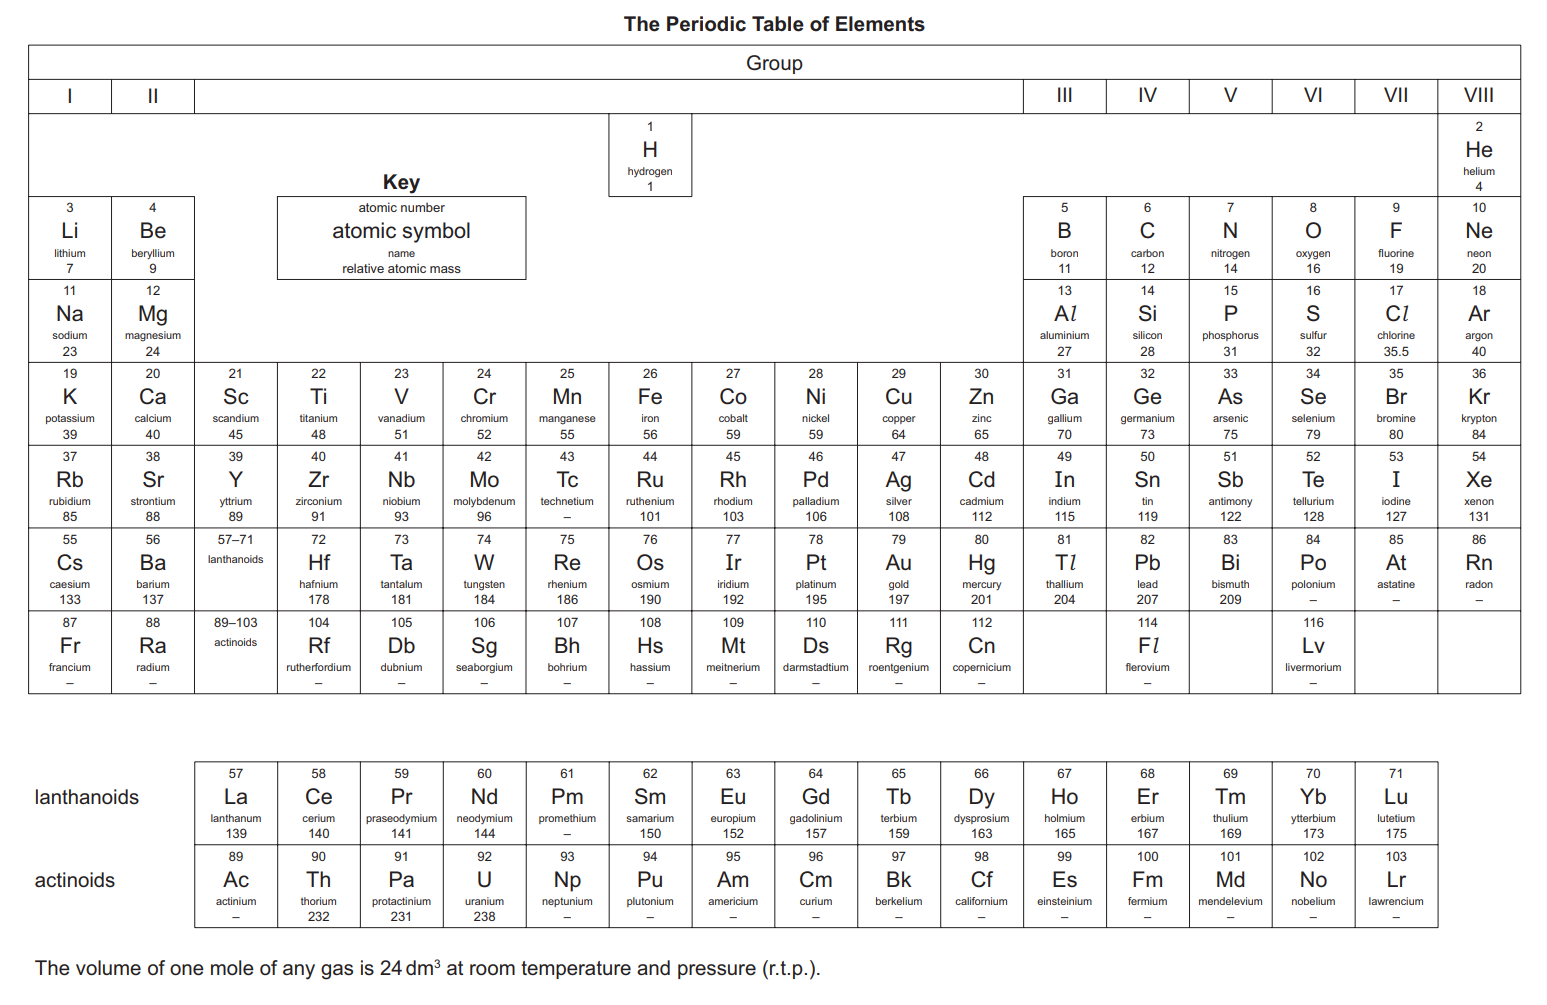 The Periodic Table of Elements
Group
I II III IV V VI VII VIII
1 2
H He
hydrogen helium
1 4
Key
3 4 atomic number 5 6 7 8 9 10
Li Be atomic symbol B C N O F Ne
lithium beryllium name boron carbon nitrogen oxygen fluorine neon
7 9 relative atomic mass 11 12 14 16 19 20
11 12 13 14 15 16 17 18
Na Mg Al Si P S Cl Ar
sodium magnesium aluminium silicon phosphorus sulfur chlorine argon
23 24 27 28 31 32 35.5 40
19 20 21 22 23 24 25 26 27 28 29 30 31 32 33 34 35 36
K Ca Sc Ti V Cr Mn Fe Co Ni Cu Zn Ga Ge As Se Br Kr
potassium calcium scandium titanium vanadium chromium manganese iron cobalt nickel copper zinc gallium germanium arsenic selenium bromine krypton
39 40 45 48 51 52 55 56 59 59 64 65 70 73 75 79 80 84
37 38 39 40 41 42 43 44 45 46 47 48 49 50 51 52 53 54
Rb Sr Y Zr Nb Mo Tc Ru Rh Pd Ag Cd In Sn Sb Te I Xe
rubidium strontium yttrium zirconium niobium molybdenum technetium ruthenium rhodium palladium silver cadmium indium tin antimony tellurium iodine xenon
85 88 89 91 93 96 – 101 103 106 108 112 115 119 122 128 127 131
55 56 57–71 72 73 74 75 76 77 78 79 80 81 82 83 84 85 86
Cs Ba lanthanoids Hf Ta W Re Os Ir Pt Au Hg Tl Pb Bi Po At Rn
caesium barium hafnium tantalum tungsten rhenium osmium iridium platinum gold mercury thallium lead bismuth polonium astatine radon
133 137 178 181 184 186 190 192 195 197 201 204 207 209 – – –
87 88 89–103 104 105 106 107 108 109 110 111 112 114 116
Fr Ra actinoids Rf Db Sg Bh Hs Mt Ds Rg Cn Fl Lv
francium radium rutherfordium dubnium seaborgium bohrium hassium meitnerium darmstadtium roentgenium copernicium flerovium livermorium
– – – – – – – – – – – – –
57 58 59 60 61 62 63 64 65 66 67 68 69 70 71
lanthanoids La Ce Pr Nd Pm Sm Eu Gd Tb Dy Ho Er Tm Yb Lu
lanthanum cerium praseodymium neodymium promethium samarium europium gadolinium terbium dysprosium holmium erbium thulium ytterbium lutetium
139 140 141 144 – 150 152 157 159 163 165 167 169 173 175
89 90 91 92 93 94 95 96 97 98 99 100 101 102 103
actinoids Ac Th Pa U Np Pu Am Cm Bk Cf Es Fm Md No Lr
actinium thorium protactinium uranium neptunium plutonium americium curium berkelium californium einsteinium fermium mendelevium nobelium lawrencium
– 232 231 238 – – – – – – – – – – –
The volume of one mole of any gas is 24 dm³ at room temperature and pressure (r.t.p.).